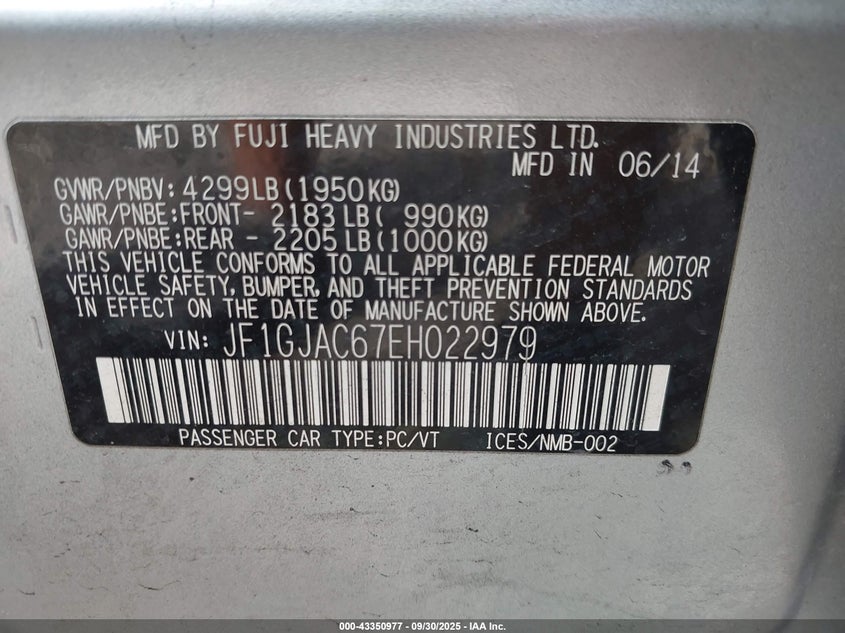 MFD BY FUJI HEAVY INDUSTRIES LTD.
MFD IN 06/14
GVWR/PNBV: 4299LB(1950KG)
GAWR/PNBE:FRONT- 2183LB( 990KG)
GAWR/PNBE:REAR - 2205LB(1000KG)
THIS VEHICLE CONFORMS TO ALL APPLICABLE FEDERAL MOTOR
VEHICLE SAFETY, BUMPER, AND THEFT PREVENTION STANDARDS
IN EFFECT ON THE DATE OF MANUFACTURE SHOWN ABOVE.
VIN: JF1GJAC67EH022979
PASSENGER CAR TYPE:PC/VT ICES/NMB-002
000-43350977 - 09/30/2025 - IAA Inc.